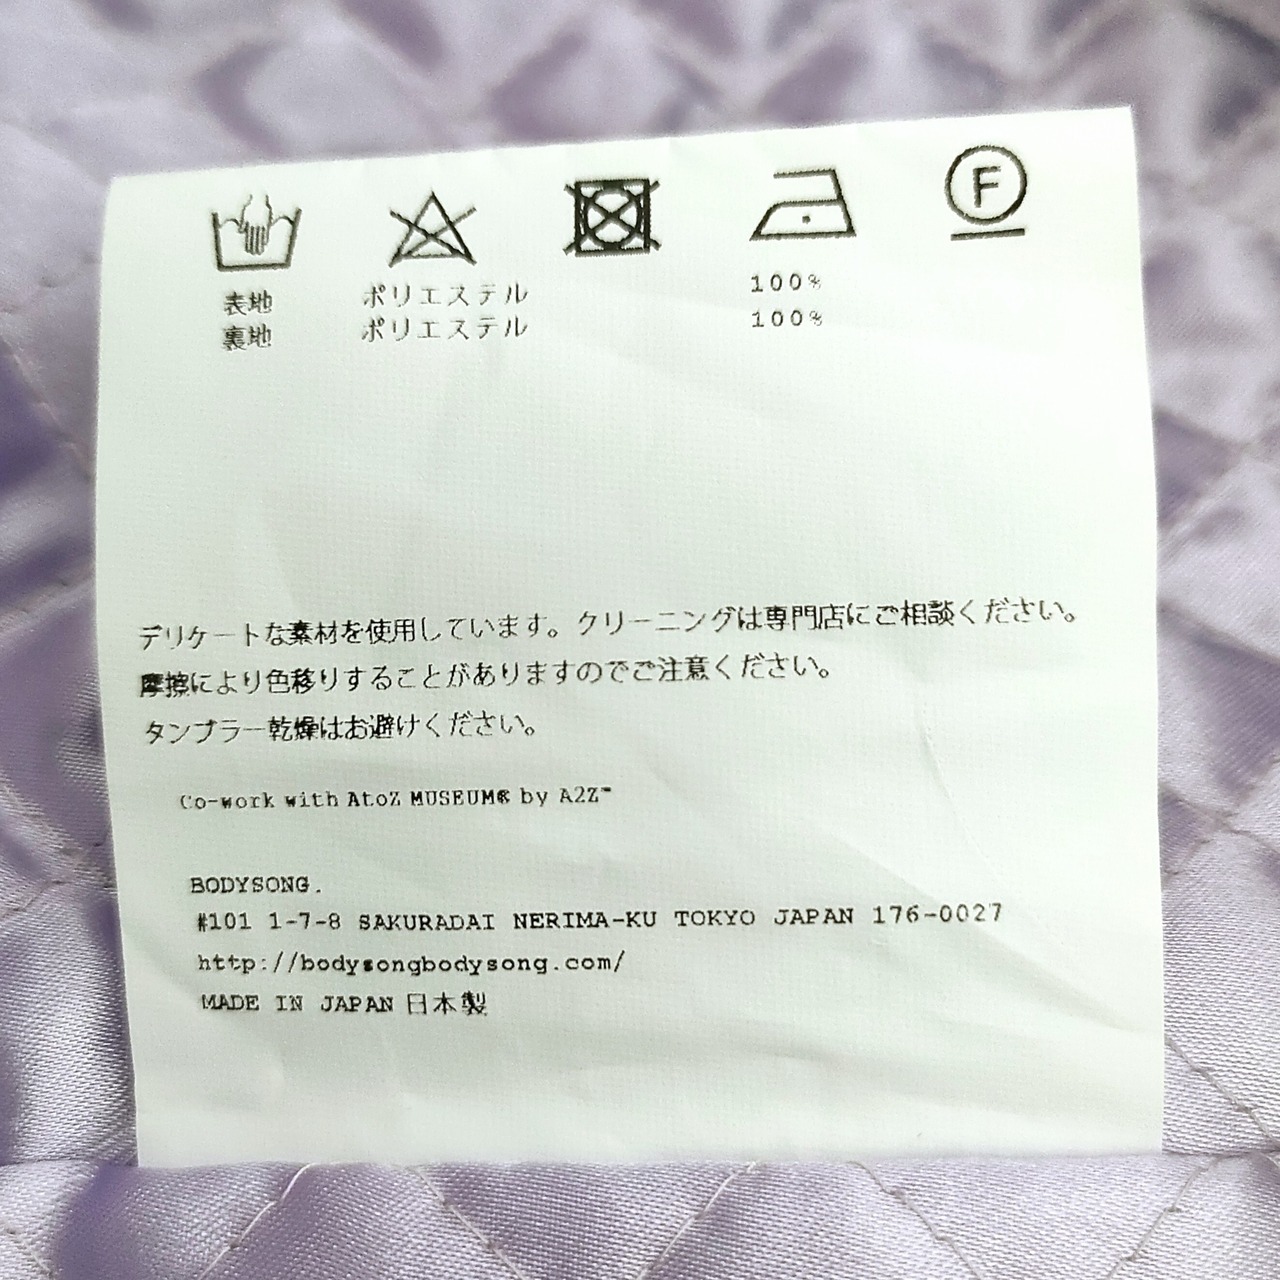 F
表地 ポリエステル 100%
裏地 ポリエステル 100%
デリケートな素材を使用しています。クリーニングは専門店にご相談ください。
摩擦により色移りすることがありますのでご注意ください。
タンブラー乾燥はお避けください。
Co-work with AtoZ MUSEUM® by A2Z™
BODYSONG.
#101 1-7-8 SAKURADAI NERIMA-KU TOKYO JAPAN 176-0027
http://bodysongbodysong.com/
MADE IN JAPAN 日本製